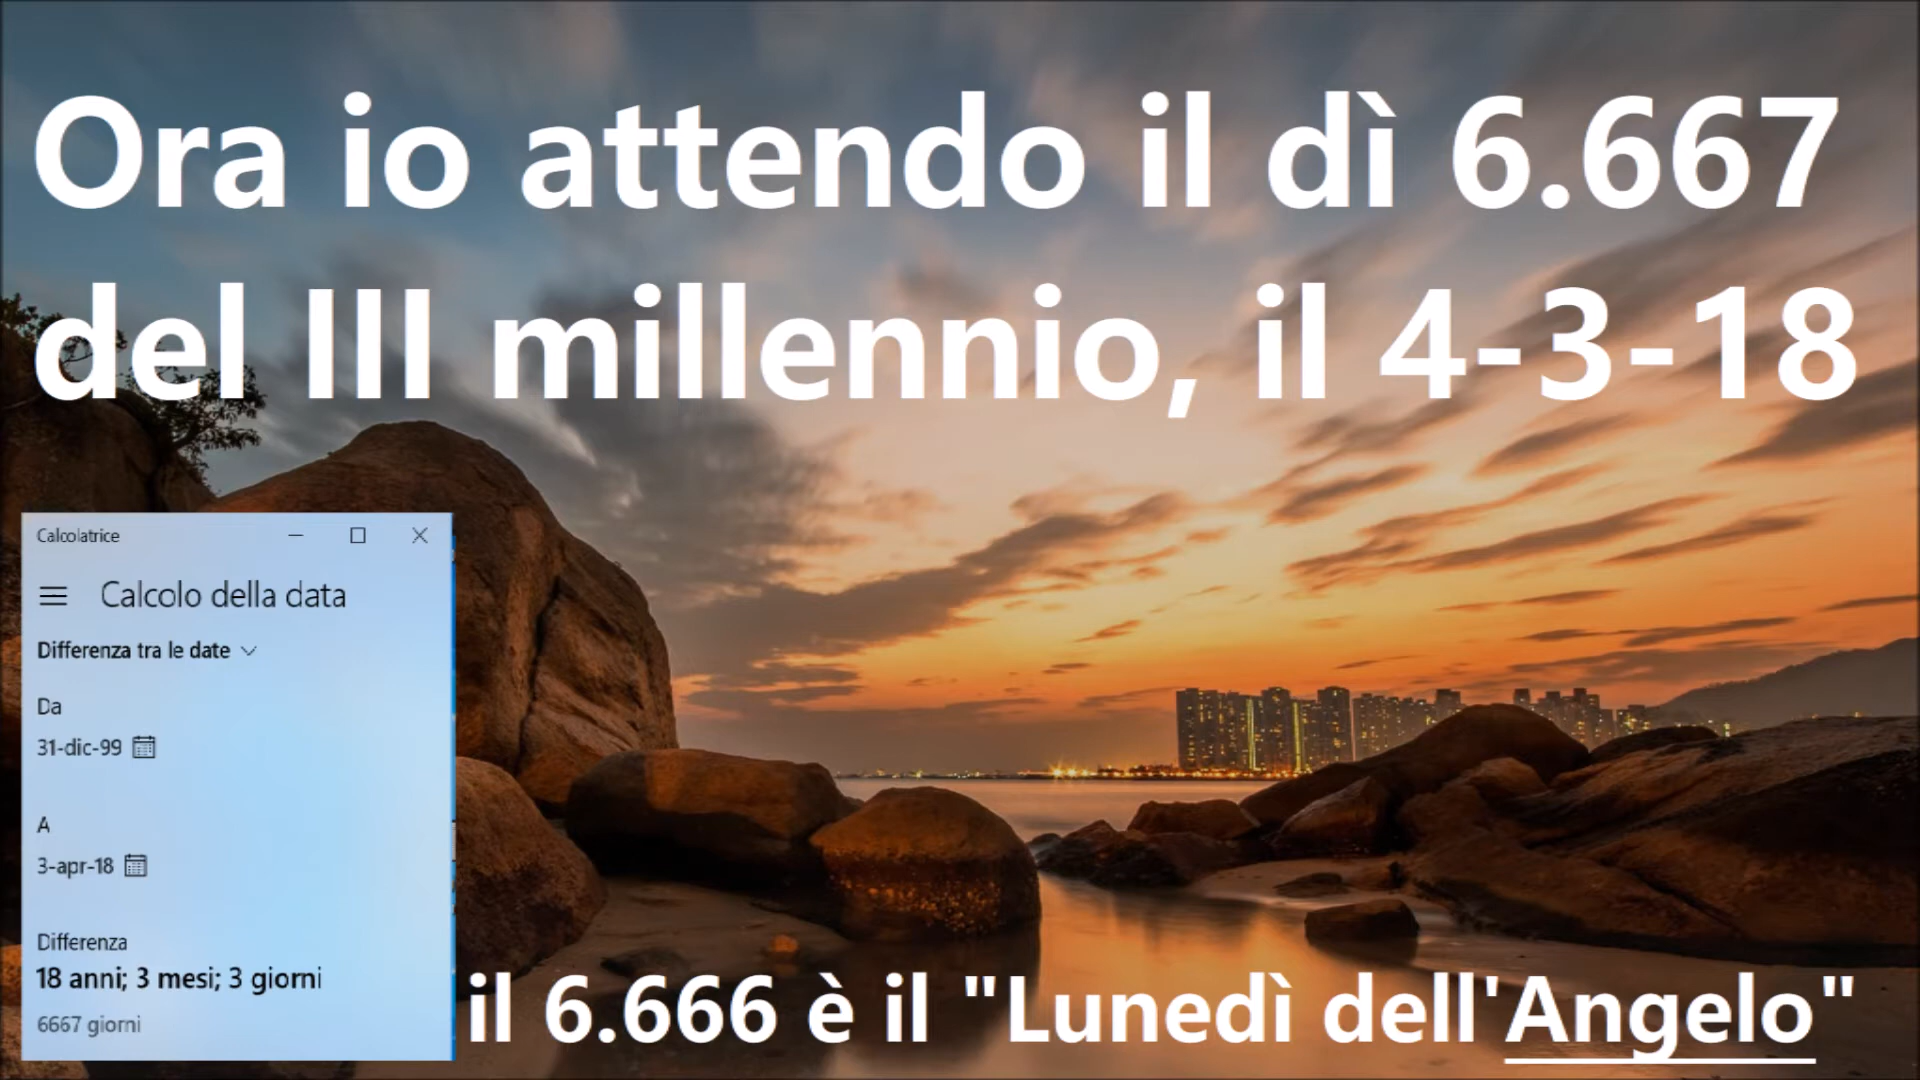 Ora io attendo il dì 6.667
del III millennio, il 4-3-18
Calcolatrice
Calcolo della data
Differenza tra le date
Da
31-dic-99
A
3-apr-18
Differenza
18 anni; 3 mesi; 3 giorni
6667 giorni
il 6.666 è il "Lunedì dell'Angelo"